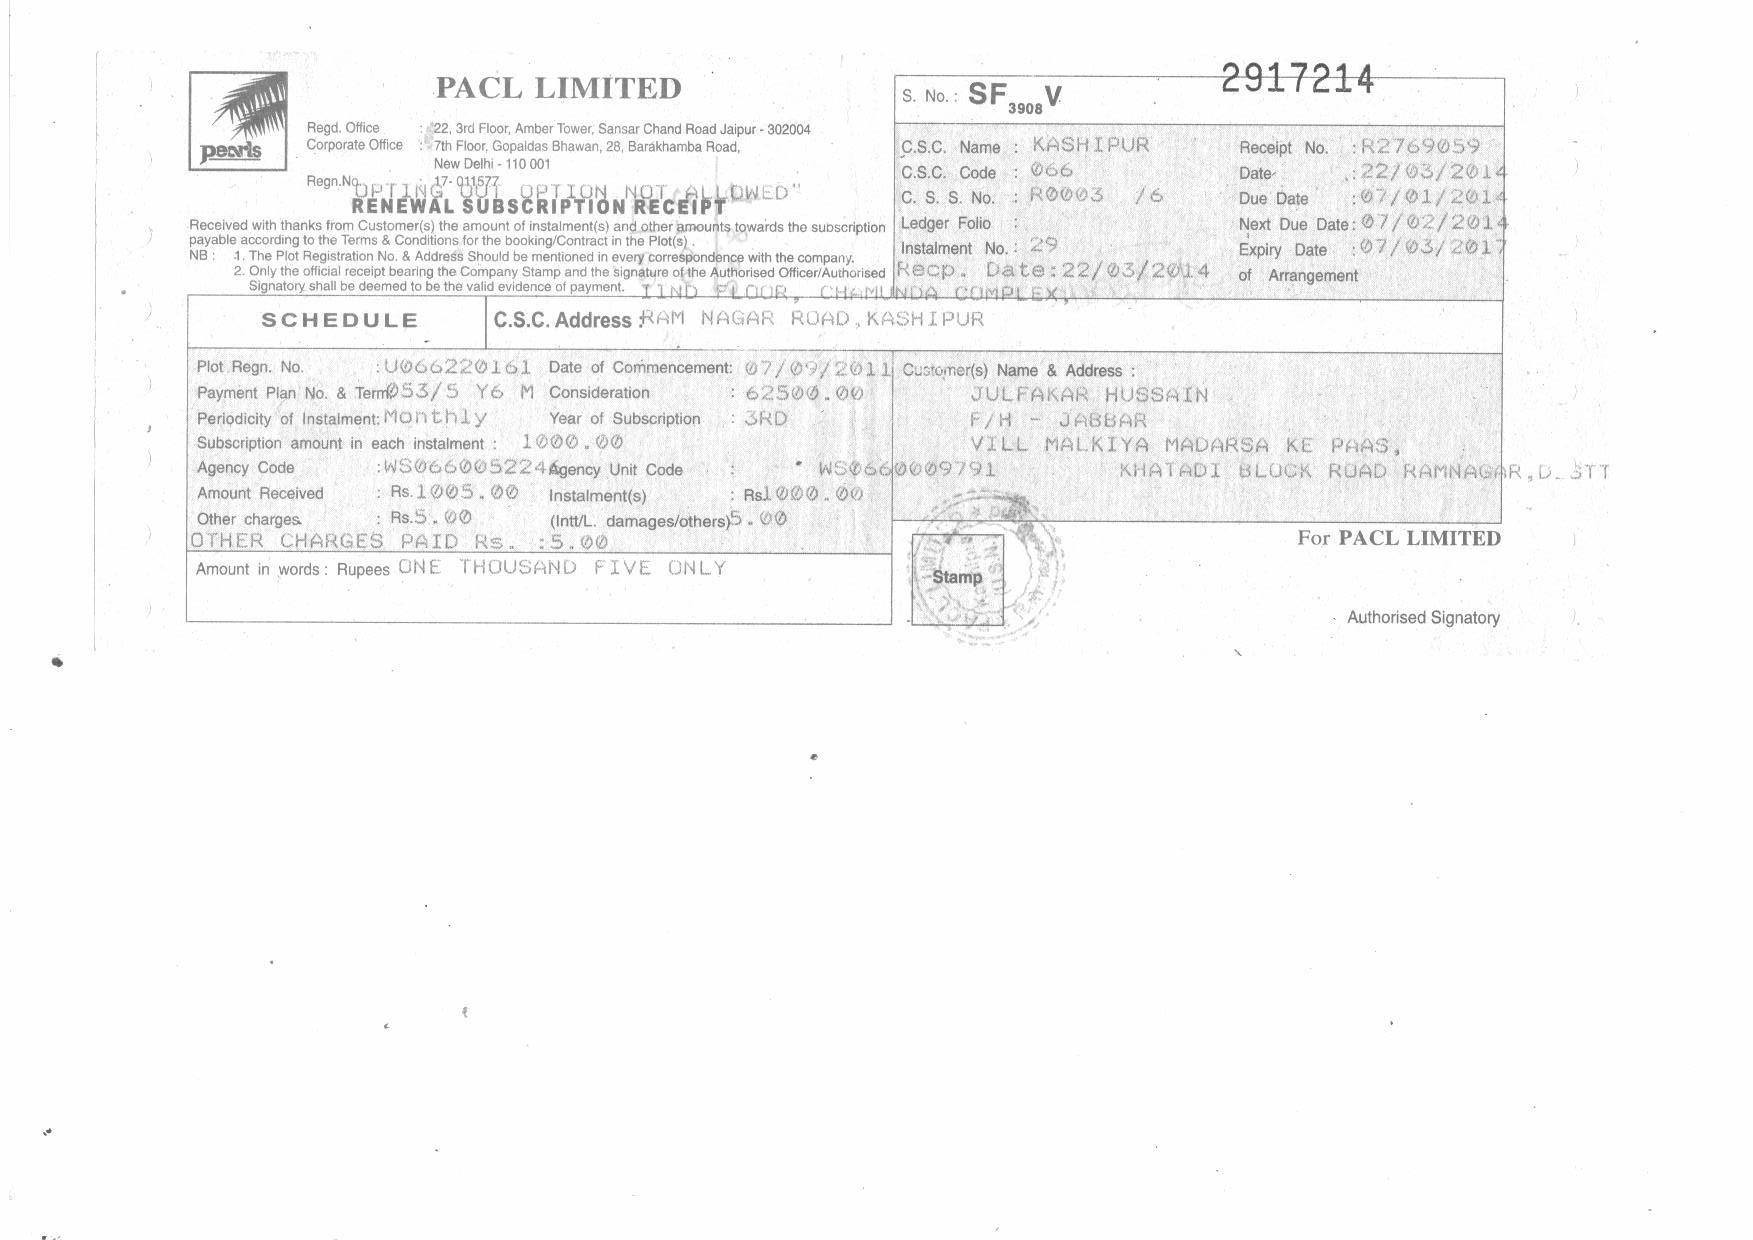 PACL LIMITED
pearls
Regd. Office : 22, 3rd Floor, Amber Tower, Sansar Chand Road Jaipur - 302004
Corporate Office : 7th Floor, Gopaldas Bhawan, 28, Barakhamba Road,
New Delhi - 110 001
Regn.No. : 17- 011577
OPTING OUT OPTION NOT ALLOWED"
RENEWAL SUBSCRIPTION RECEIPT
Received with thanks from Customer(s) the amount of instalment(s) and other amounts towards the subscription
payable according to the Terms & Conditions for the booking/Contract in the Plot(s) .
NB : 1. The Plot Registration No. & Address Should be mentioned in every correspondence with the company.
2. Only the official receipt bearing the Company Stamp and the signature of the Authorised Officer/Authorised
Signatory shall be deemed to be the valid evidence of payment.
S. No. : SF 3908 V 2917214
C.S.C. Name : KASHIPUR Receipt No. : R2769059
C.S.C. Code : 066 Date : 22/03/2014
C. S. S. No. : R0003 /6 Due Date : 07/01/2014
Ledger Folio : Next Due Date : 07/02/2014
Instalment No. : 29 Expiry Date : 07/03/2017
Recp. Date:22/03/2014 of Arrangement
IIND FLOOR, CHAMUNDA COMPLEX,
SCHEDULE C.S.C. Address : RAM NAGAR ROAD,KASHIPUR
Plot Regn. No. : U066220161 Date of Commencement: 07/09/2011
Payment Plan No. & Term 053/5 Y6 M Consideration : 62500.00
Periodicity of Instalment: Monthly Year of Subscription : 3RD
Subscription amount in each instalment : 1000.00
Agency Code : WS0660052246 Agency Unit Code : WS0660009791
Amount Received : Rs.1005.00 Instalment(s) : Rs.1000.00
Other charges : Rs.5.00 (Intt/L. damages/others) 5.00
OTHER CHARGES PAID Rs. :5.00
Amount in words : Rupees ONE THOUSAND FIVE ONLY
Customer(s) Name & Address :
JULFAKAR HUSSAIN
F/H - JABBAR
VILL MALKIYA MADARSA KE PAAS,
KHATADI BLOCK ROAD RAMNAGAR,D_STT
Stamp
For PACL LIMITED
Authorised Signatory